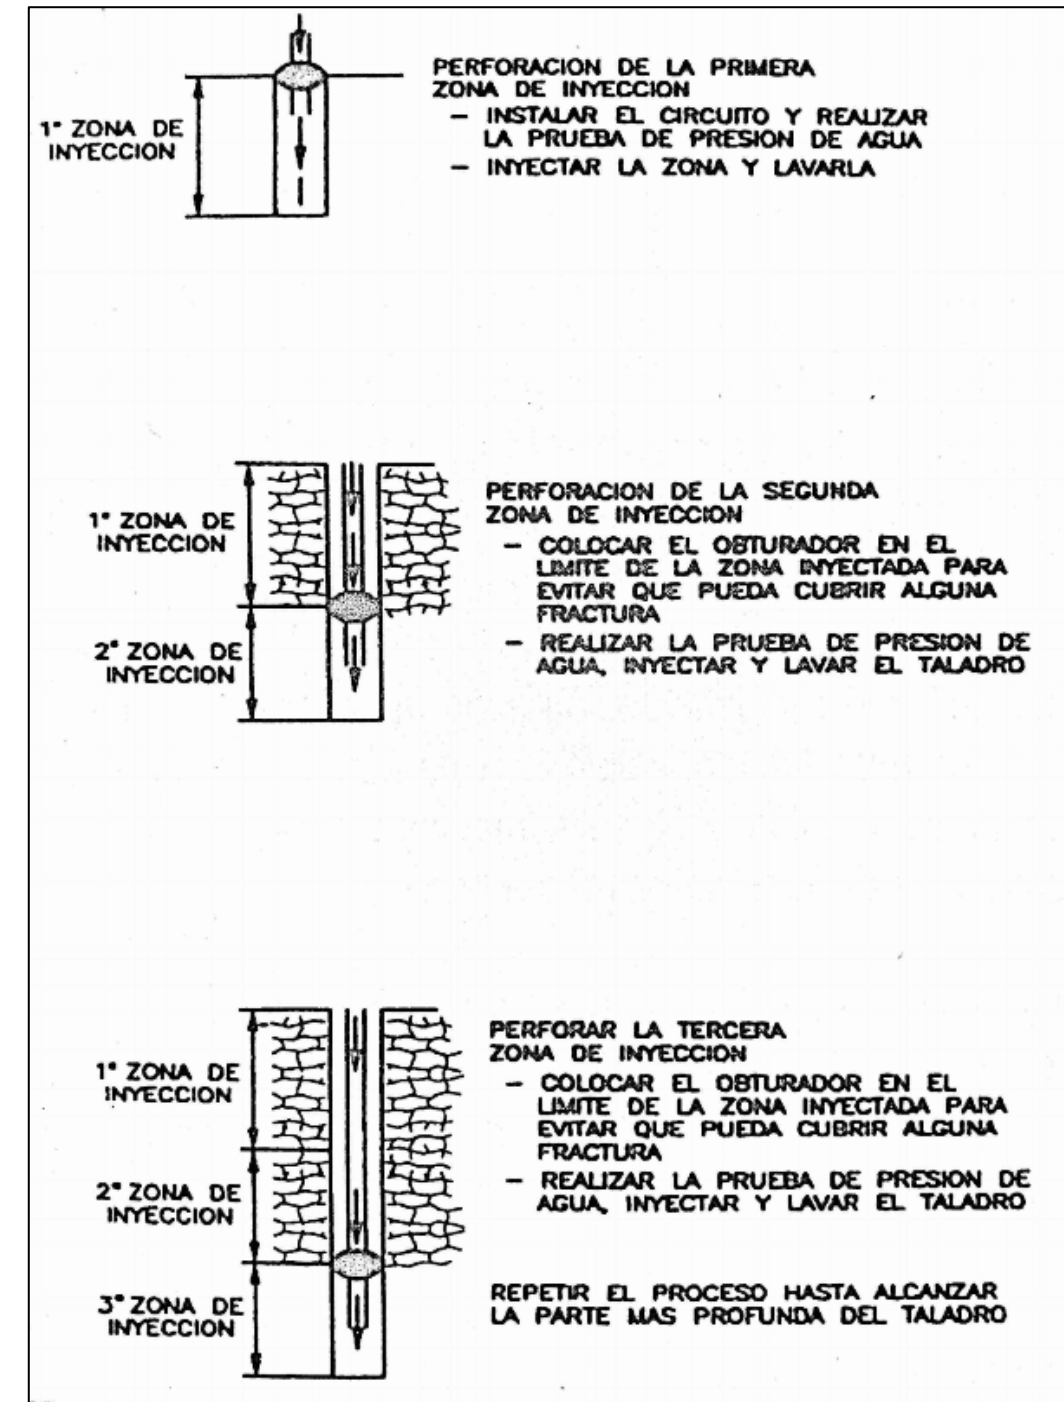 1° ZONA DE
INYECCION
PERFORACION DE LA PRIMERA
ZONA DE INYECCION
– INSTALAR EL CIRCUITO Y REALIZAR
LA PRUEBA DE PRESION DE AGUA
– INYECTAR LA ZONA Y LAVARLA
1° ZONA DE
INYECCION
2° ZONA DE
INYECCION
PERFORACION DE LA SEGUNDA
ZONA DE INYECCION
– COLOCAR EL OBTURADOR EN EL
LIMITE DE LA ZONA INYECTADA PARA
EVITAR QUE PUEDA CUBRIR ALGUNA
FRACTURA
– REALIZAR LA PRUEBA DE PRESION DE
AGUA, INYECTAR Y LAVAR EL TALADRO
1° ZONA DE
INYECCION
2° ZONA DE
INYECCION
3° ZONA DE
INYECCION
PERFORAR LA TERCERA
ZONA DE INYECCION
– COLOCAR EL OBTURADOR EN EL
LIMITE DE LA ZONA INYECTADA PARA
EVITAR QUE PUEDA CUBRIR ALGUNA
FRACTURA
– REALIZAR LA PRUEBA DE PRESION DE
AGUA, INYECTAR Y LAVAR EL TALADRO
REPETIR EL PROCESO HASTA ALCANZAR
LA PARTE MAS PROFUNDA DEL TALADRO